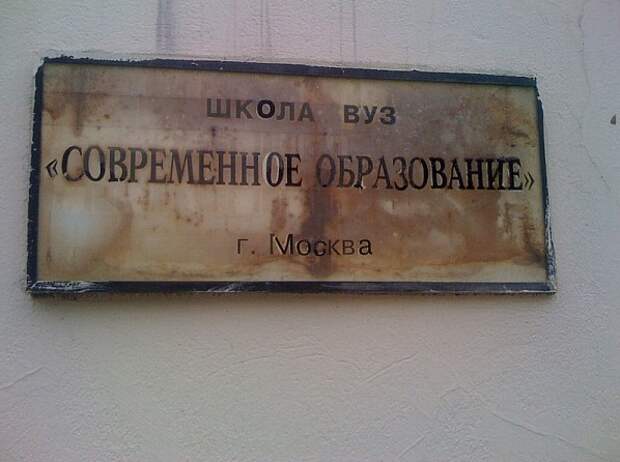 ШКОЛА ВУЗ
«СОВРЕМЕННОЕ ОБРАЗОВАНИЕ»
г. Москва